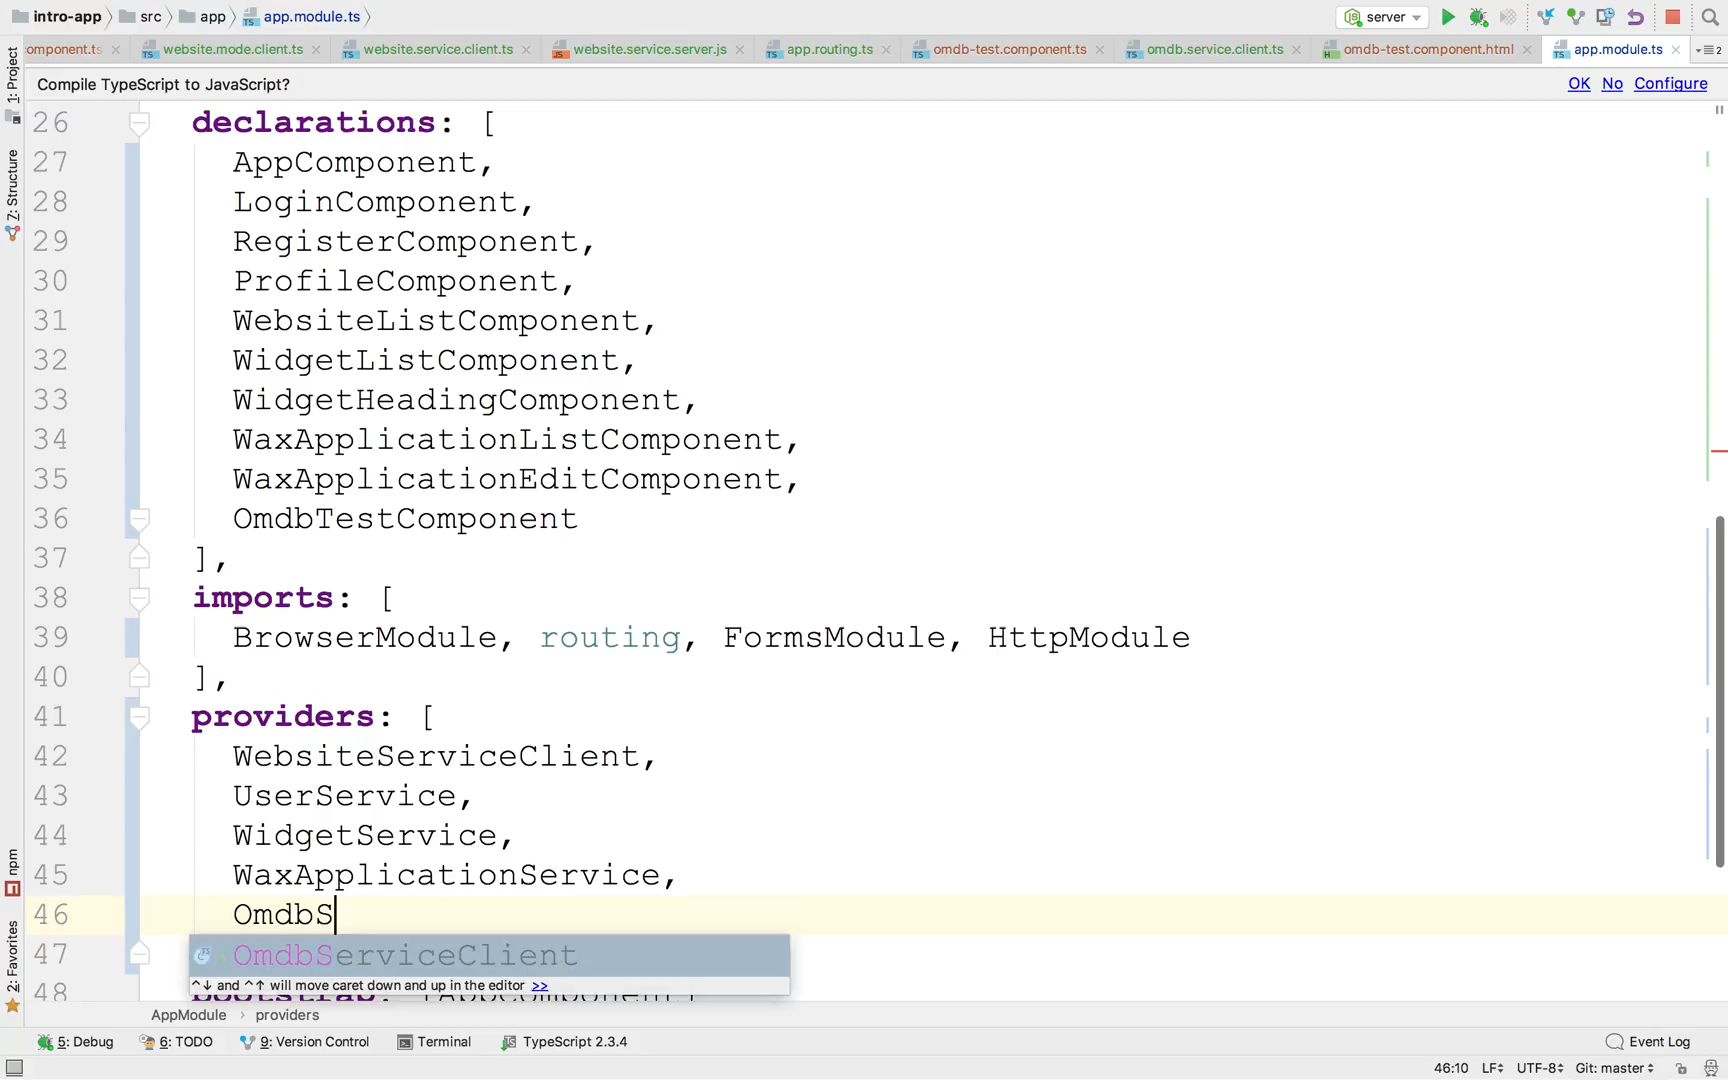 intro-app src app app.module.ts server
omponent.ts website.mode.client.ts website.service.client.ts website.service.server.js app.routing.ts omdb-test.component.ts omdb.service.client.ts omdb-test.component.html app.module.ts 2
Compile TypeScript to JavaScript? OK No Configure
1: Project
7: Structure
npm
2: Favorites
26 declarations: [
27 AppComponent,
28 LoginComponent,
29 RegisterComponent,
30 ProfileComponent,
31 WebsiteListComponent,
32 WidgetListComponent,
33 WidgetHeadingComponent,
34 WaxApplicationListComponent,
35 WaxApplicationEditComponent,
36 OmdbTestComponent
37 ],
38 imports: [
39 BrowserModule, routing, FormsModule, HttpModule
40 ],
41 providers: [
42 WebsiteServiceClient,
43 UserService,
44 WidgetService,
45 WaxApplicationService,
46 OmdbS
47 OmdbServiceClient
^↓ and ^↑ will move caret down and up in the editor >>
48 bootstrap: [AppComponent]
AppModule › providers
5: Debug 6: TODO 9: Version Control Terminal TypeScript 2.3.4 Event Log
46:10 LF UTF-8 Git: master